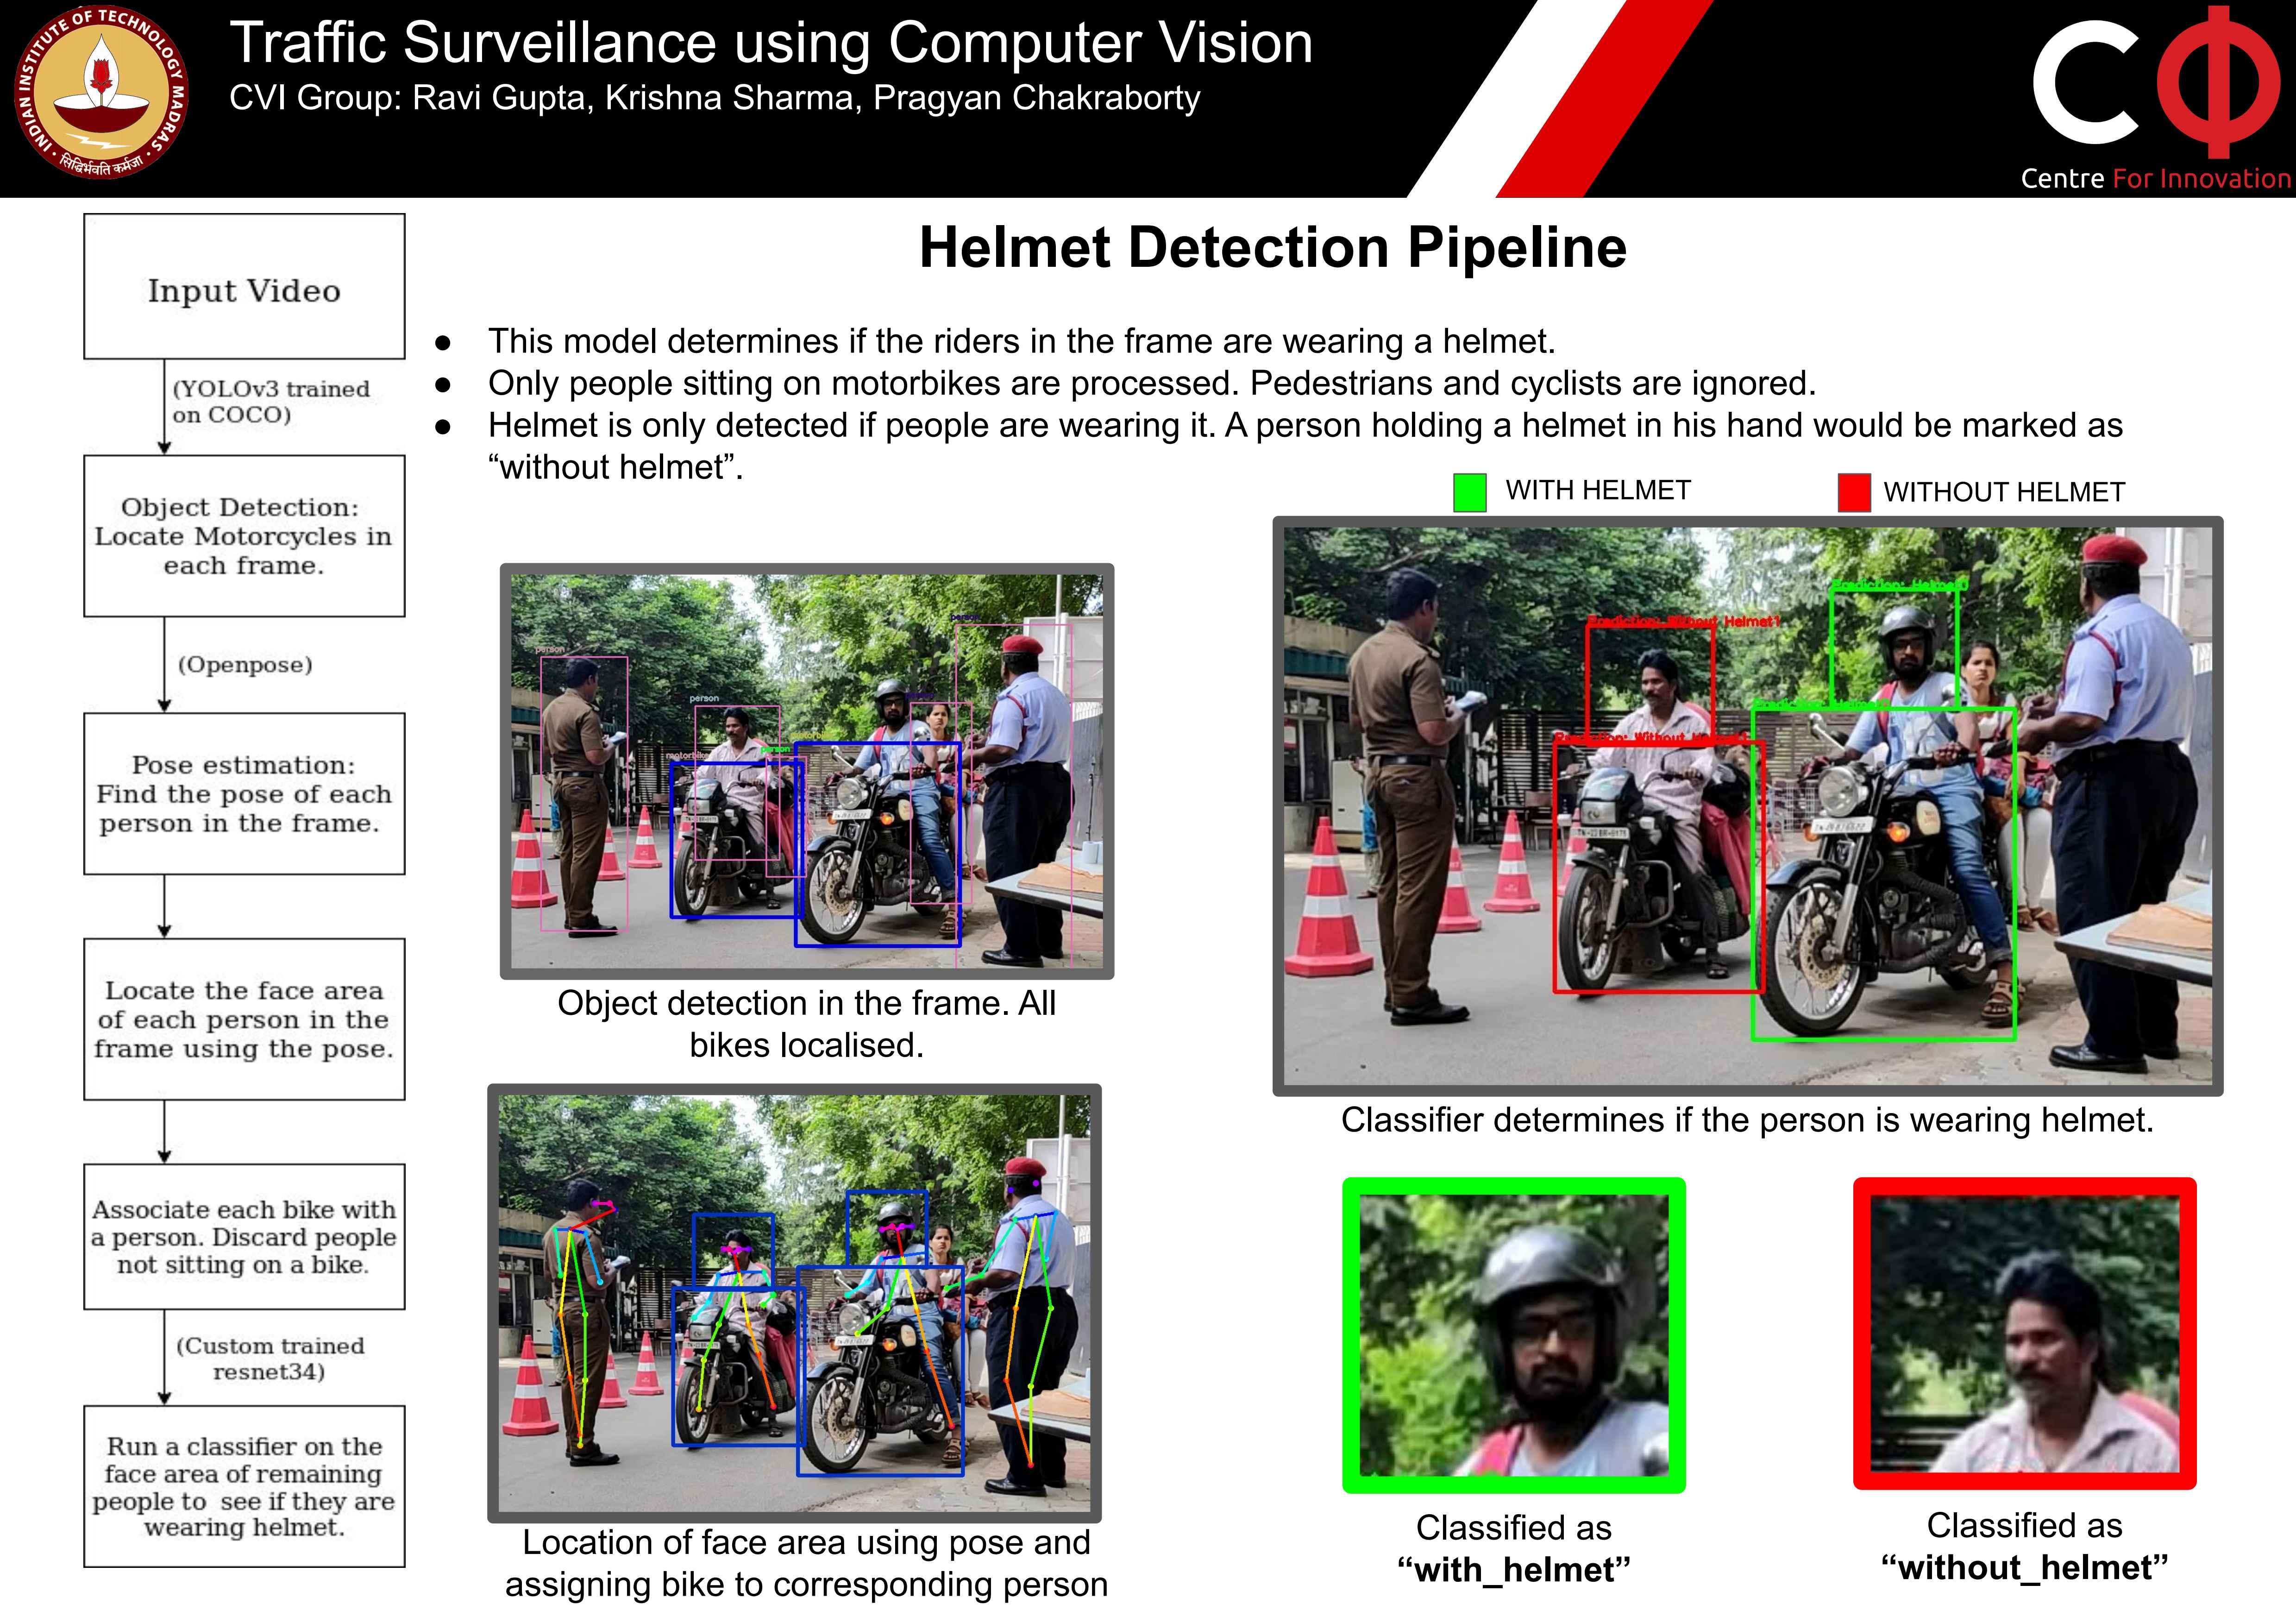 INDIAN INSTITUTE OF TECHNOLOGY MADRAS
सिद्धिर्भवति कर्मजा
Traffic Surveillance using Computer Vision
CVI Group: Ravi Gupta, Krishna Sharma, Pragyan Chakraborty
Centre For Innovation
Input Video
(YOLOv3 trained
on COCO)
Object Detection:
Locate Motorcycles in
each frame.
(Openpose)
Pose estimation:
Find the pose of each
person in the frame.
Locate the face area
of each person in the
frame using the pose.
Associate each bike with
a person. Discard people
not sitting on a bike.
(Custom trained
resnet34)
Run a classifier on the
face area of remaining
people to see if they are
wearing helmet.
Helmet Detection Pipeline
● This model determines if the riders in the frame are wearing a helmet.
● Only people sitting on motorbikes are processed. Pedestrians and cyclists are ignored.
● Helmet is only detected if people are wearing it. A person holding a helmet in his hand would be marked as
“without helmet”.
WITH HELMET
WITHOUT HELMET
person
person
person
motorbike
person
Object detection in the frame. All
bikes localised.
Location of face area using pose and
assigning bike to corresponding person
Prediction: Helmet
Prediction: Without Helmet1
Prediction: Helmet
Prediction: Without
Classifier determines if the person is wearing helmet.
Classified as
“with_helmet”
Classified as
“without_helmet”